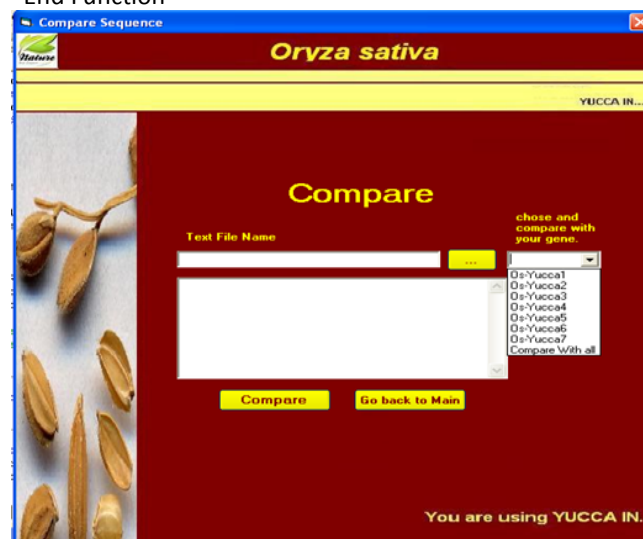 End Function
Compare Sequence
Nature
Oryza sativa
YUCCA IN...
Compare
chose and
compare with
your gene.
Text File Name
...
Os-Yucca1
Os-Yucca2
Os-Yucca3
Os-Yucca4
Os-Yucca5
Os-Yucca6
Os-Yucca7
Compare With all
Compare
Go back to Main
You are using YUCCA IN.